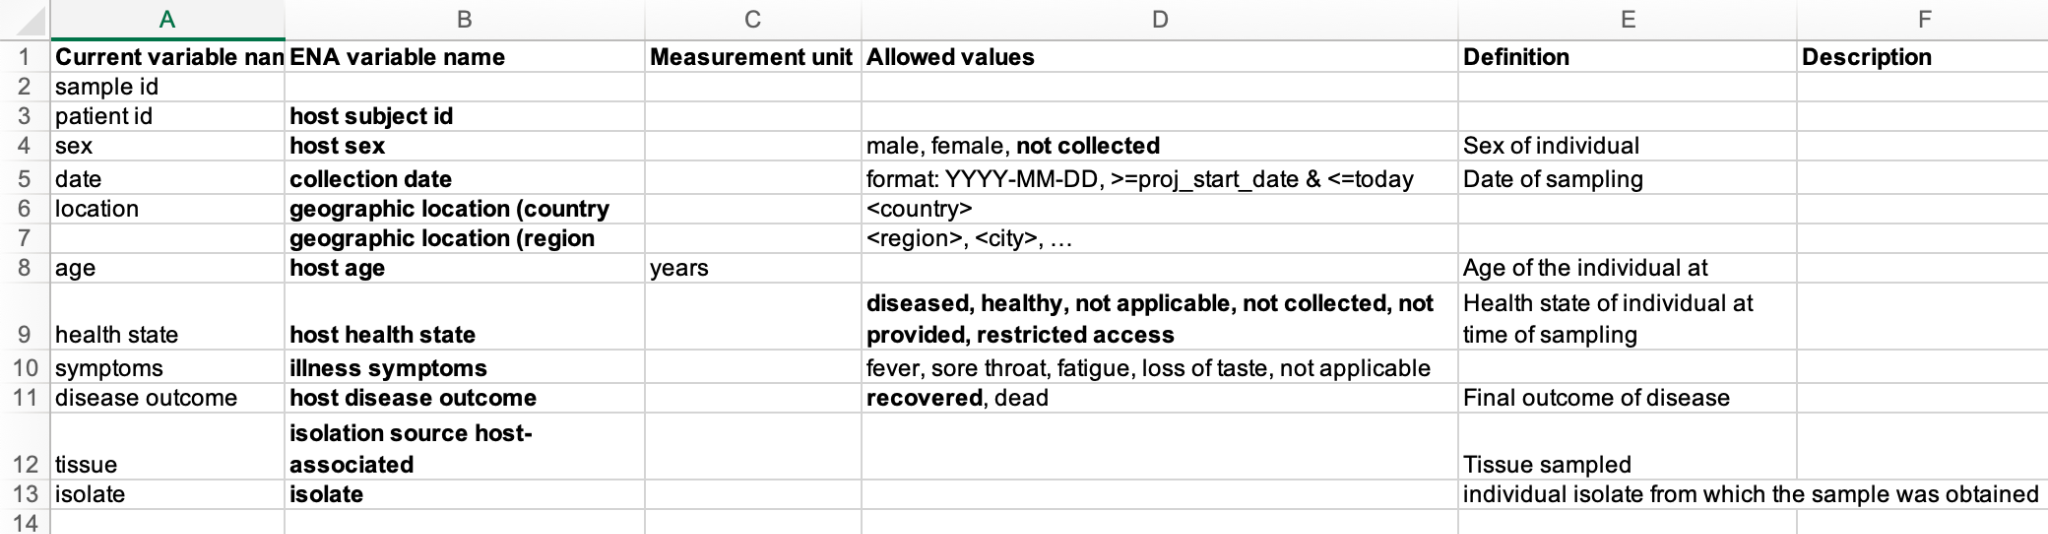 A B C D E F
1 Current variable nam ENA variable name Measurement unit Allowed values Definition Description
2 sample id
3 patient id host subject id
4 sex host sex male, female, not collected Sex of individual
5 date collection date format: YYYY-MM-DD, >=proj_start_date & <=today Date of sampling
6 location geographic location (country <country>
7 geographic location (region <region>, <city>, …
8 age host age years Age of the individual at
diseased, healthy, not applicable, not collected, not Health state of individual at
9 health state host health state provided, restricted access time of sampling
10 symptoms illness symptoms fever, sore throat, fatigue, loss of taste, not applicable
11 disease outcome host disease outcome recovered, dead Final outcome of disease
isolation source host-
12 tissue associated Tissue sampled
13 isolate isolate individual isolate from which the sample was obtained
14